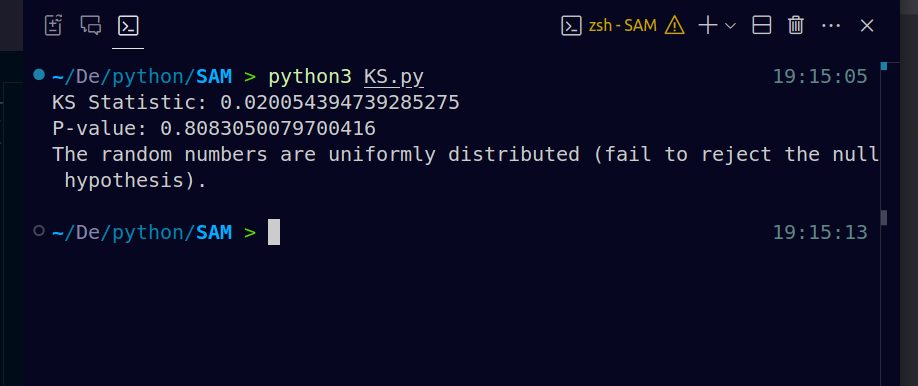 zsh - SAM
~/De/python/SAM > python3 KS.py 19:15:05
KS Statistic: 0.020054394739285275
P-value: 0.8083050079700416
The random numbers are uniformly distributed (fail to reject the null
hypothesis).
~/De/python/SAM > 19:15:13